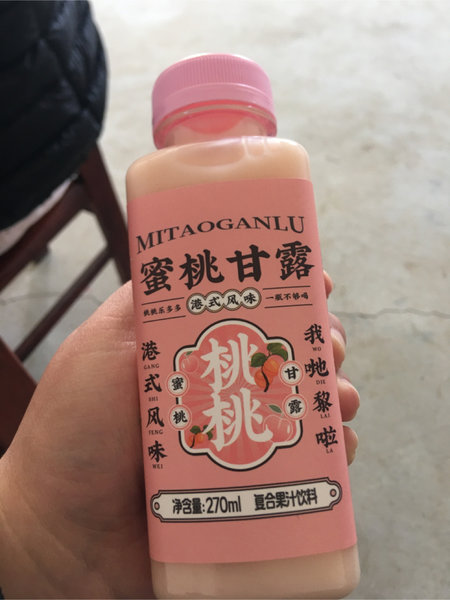 MITAOGANLU
蜜桃甘露
桃桃乐多多 港式风味 一瓶不够喝
港式风味
GANG SHI FENG WEI
蜜桃
桃桃
甘露
我哋黎啦
WO DIE LAI LA
净含量:270ml 复合果汁饮料